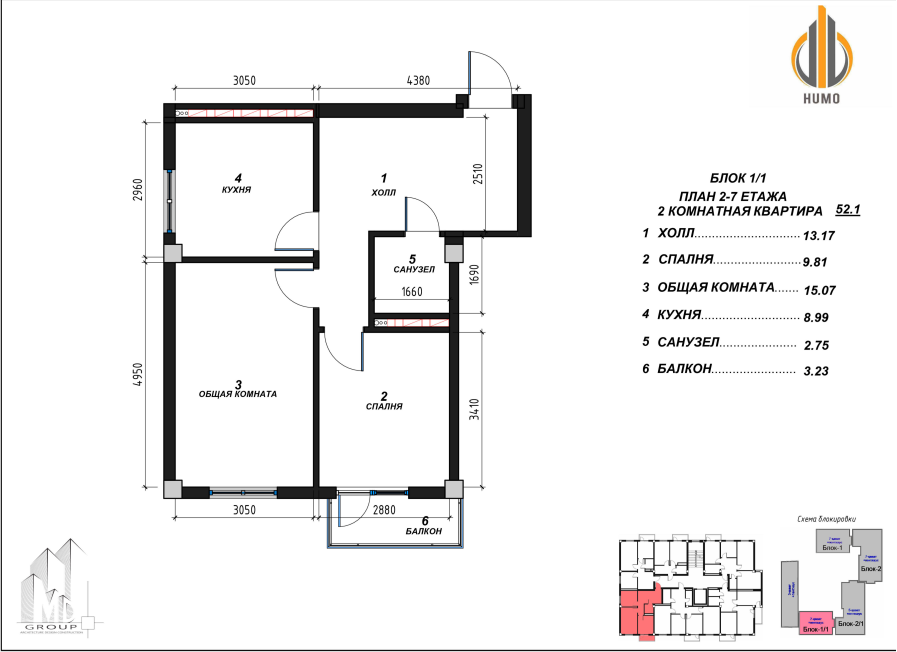 3050
4380
HUMO
2960
4
КУХНЯ
1
ХОЛЛ
2510
БЛОК 1/1
ПЛАН 2-7 ЕТАЖА
2 КОМНАТНАЯ КВАРТИРА 52.1
1 ХОЛЛ 13.17
2 СПАЛНЯ 9.81
3 ОБЩАЯ КОМНАТА 15.07
4 КУХНЯ 8.99
5 САНУЗЕЛ 2.75
6 БАЛКОН 3.23
5
САНУЗЕЛ
1660
1690
4950
3
ОБЩАЯ КОМНАТА
2
СПАЛНЯ
3410
3050
2880
6
БАЛКОН
Схема блокировки
Блок-1
Блок-2
Блок-1/1
Блок-2/1
M
GROUP